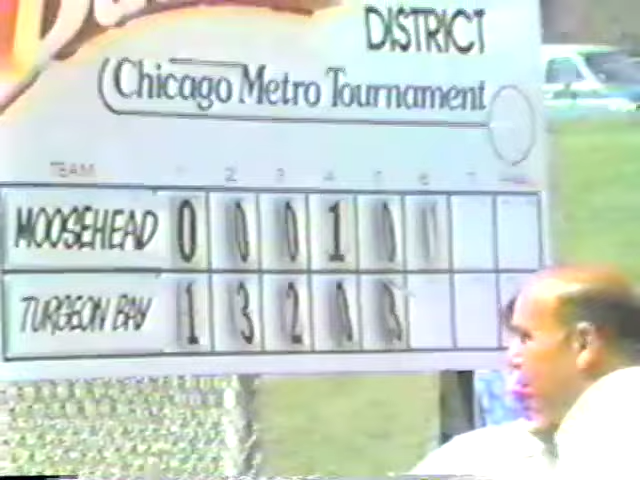 DISTRICT
Chicago Metro Tournament
TEAM 1 2 3 4 5 6 7
MOOSEHEAD 0 0 0 1 0
TURGEON BAY 1 3 2